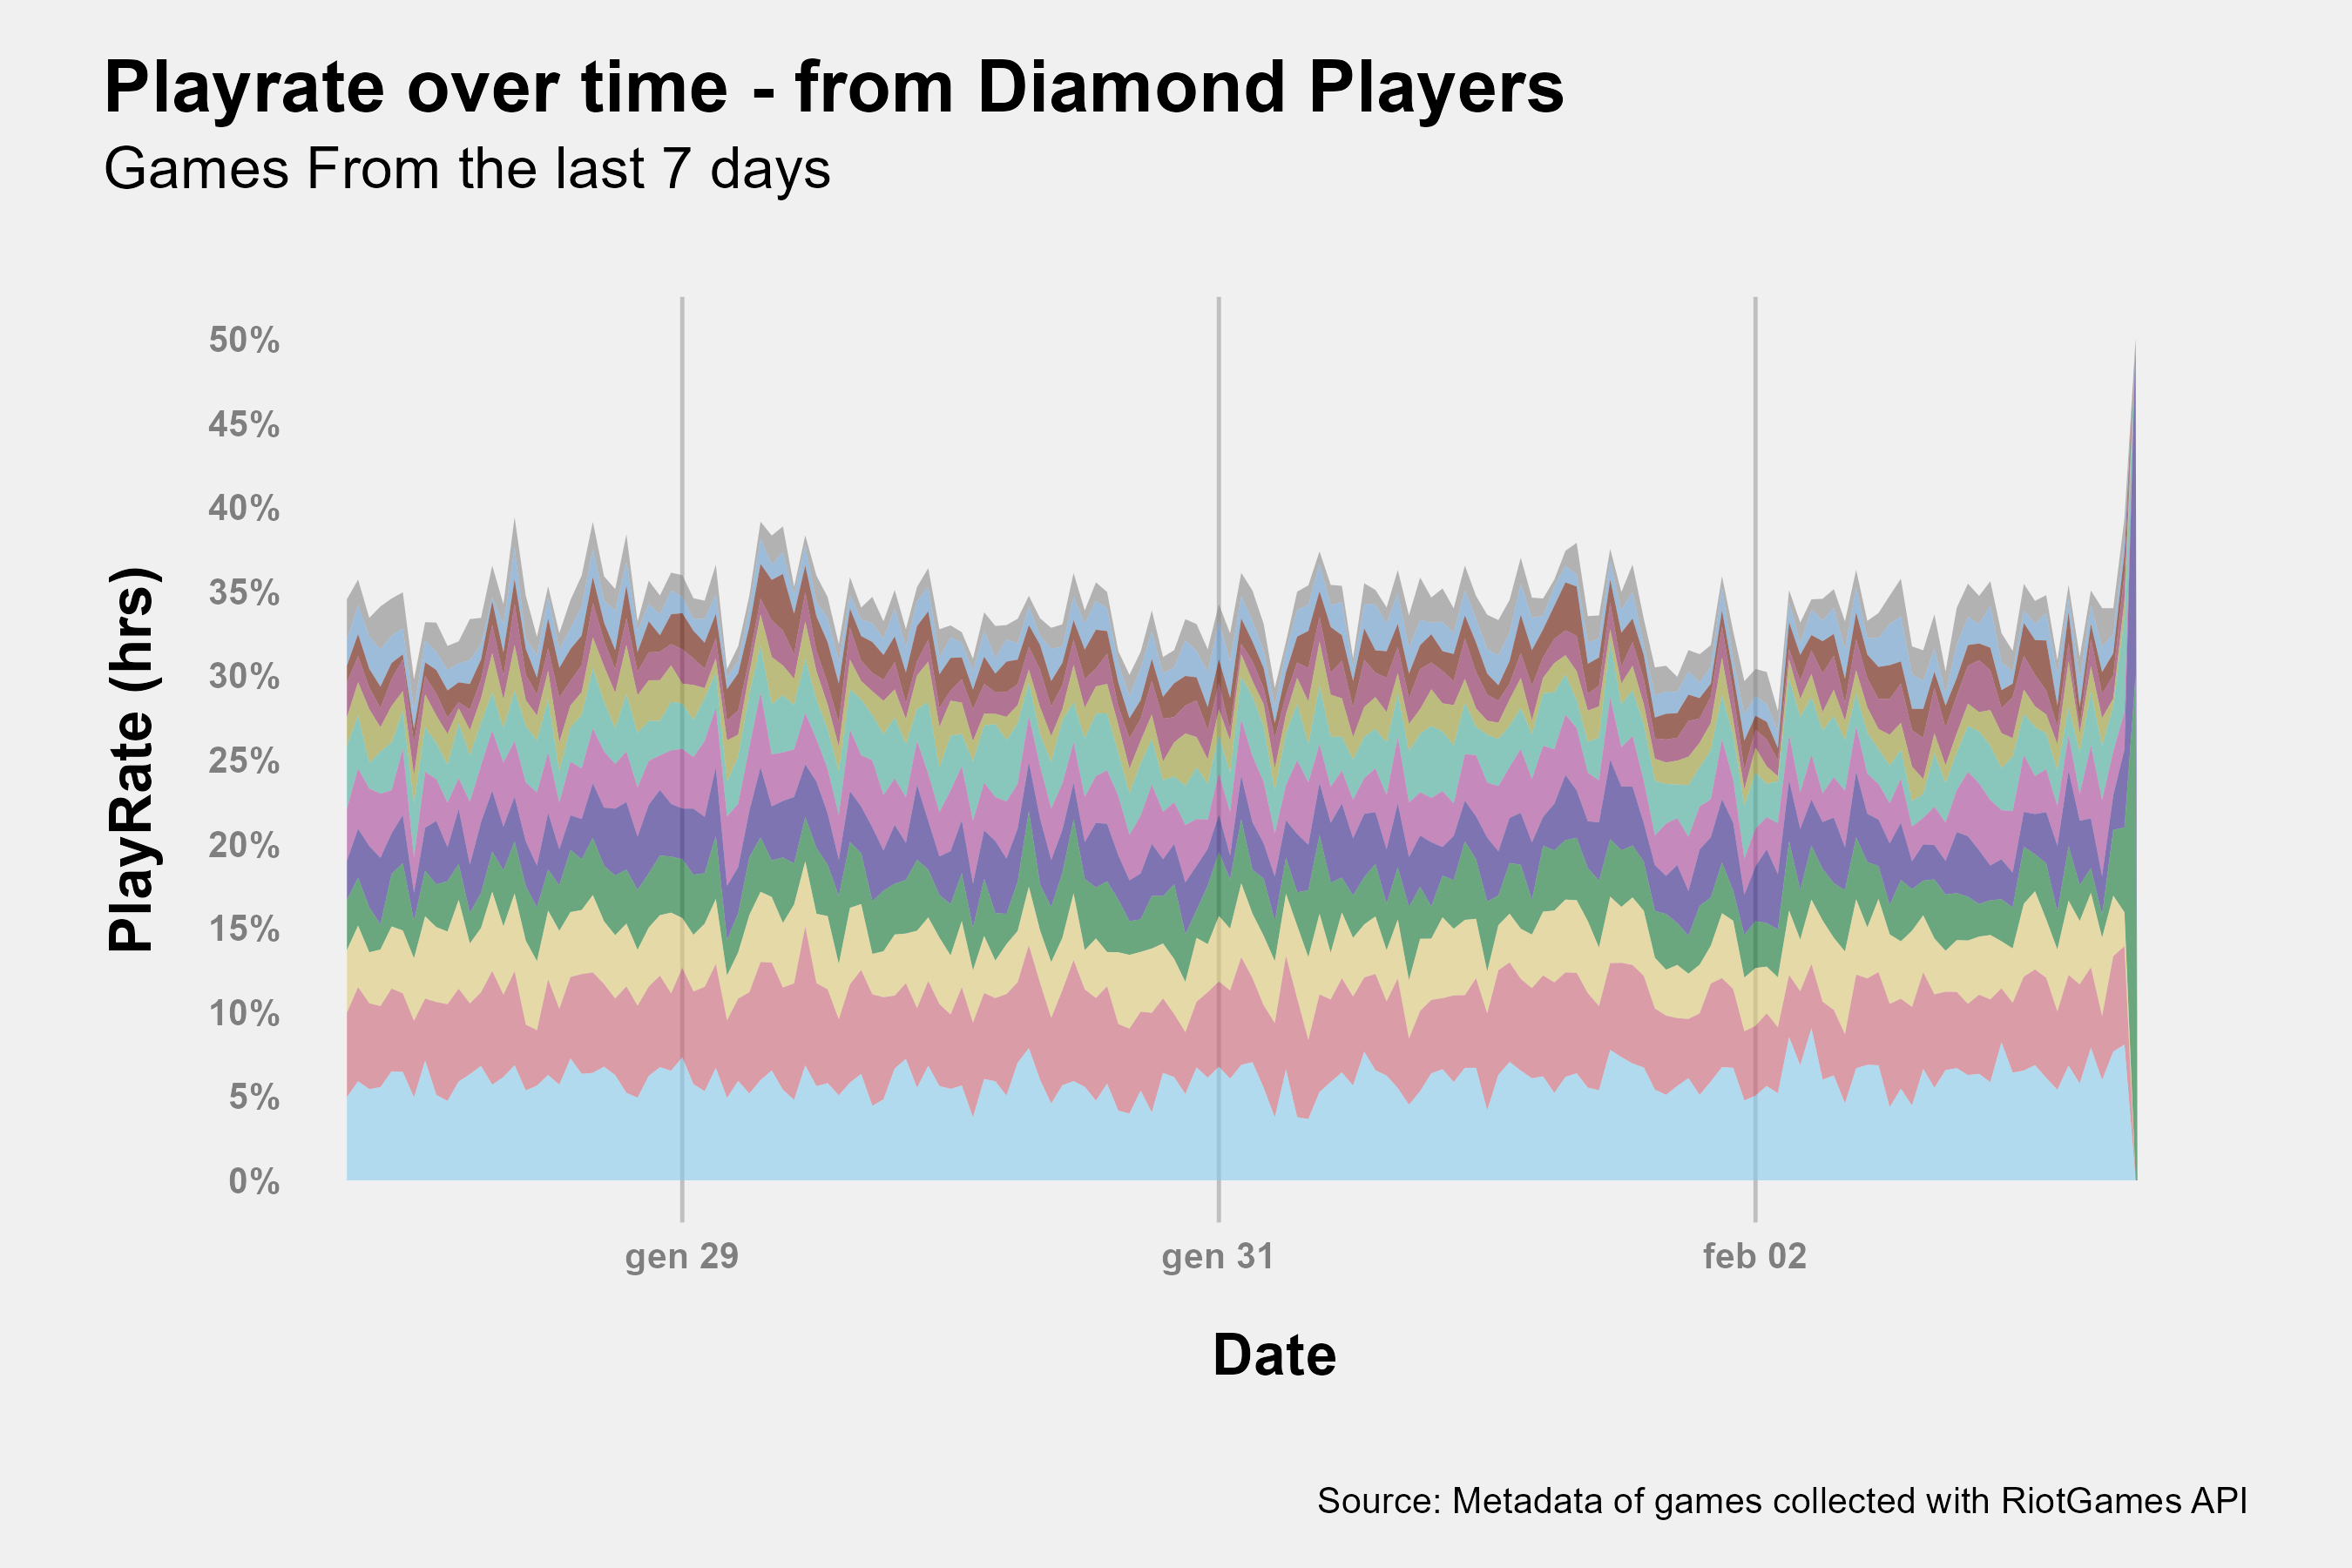 Playrate over time - from Diamond Players
Games From the last 7 days
PlayRate (hrs)
50%
45%
40%
35%
30%
25%
20%
15%
10%
5%
0%
gen 29
gen 31
feb 02
Date
Source: Metadata of games collected with RiotGames API